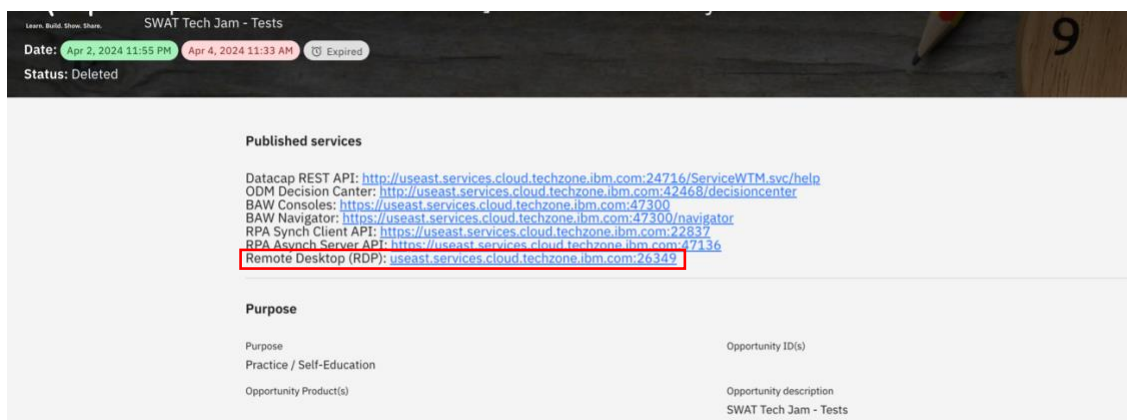 Learn. Build. Show. Share.
SWAT Tech Jam - Tests
Date: Apr 2, 2024 11:55 PM Apr 4, 2024 11:33 AM Expired
Status: Deleted
9
Published services
Datacap REST API: http://useast.services.cloud.techzone.ibm.com:24716/ServiceWTM.svc/help
ODM Decision Canter: http://useast.services.cloud.techzone.ibm.com:42468/decisioncenter
BAW Consoles: https://useast.services.cloud.techzone.ibm.com:47300
BAW Navigator: https://useast.services.cloud.techzone.ibm.com:47300/navigator
RPA Synch Client API: https://useast.services.cloud.techzone.ibm.com:22837
RPA Asynch Server API: https://useast.services.cloud.techzone.ibm.com:47136
Remote Desktop (RDP): useast.services.cloud.techzone.ibm.com:26349
Purpose
Purpose
Opportunity ID(s)
Practice / Self-Education
Opportunity Product(s)
Opportunity description
SWAT Tech Jam - Tests